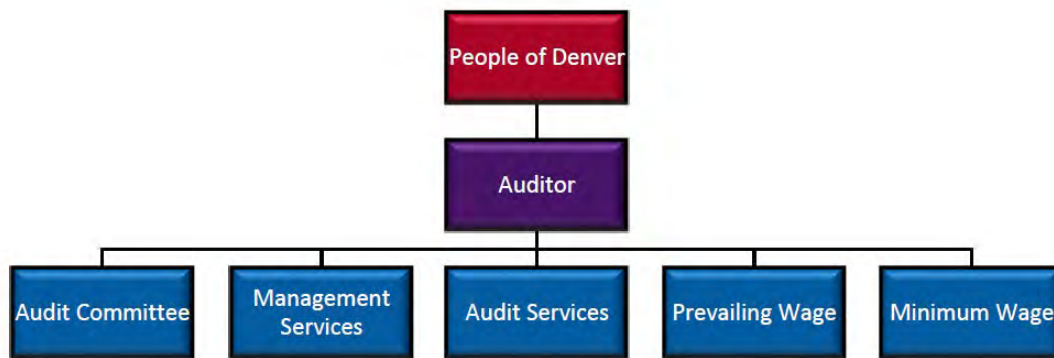 People of Denver
Auditor
Audit Committee
Management
Services
Audit Services
Prevailing Wage
Minimum Wage